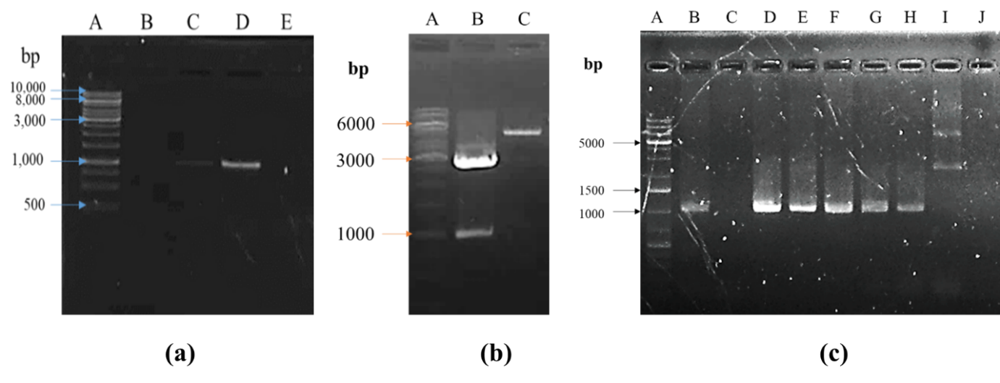 A B C D E
bp
10,000
8,000
3,000
1,000
500
(a)
A B C
bp
6000
3000
1000
(b)
A B C D E F G H I J
bp
5000
1500
1000
(c)